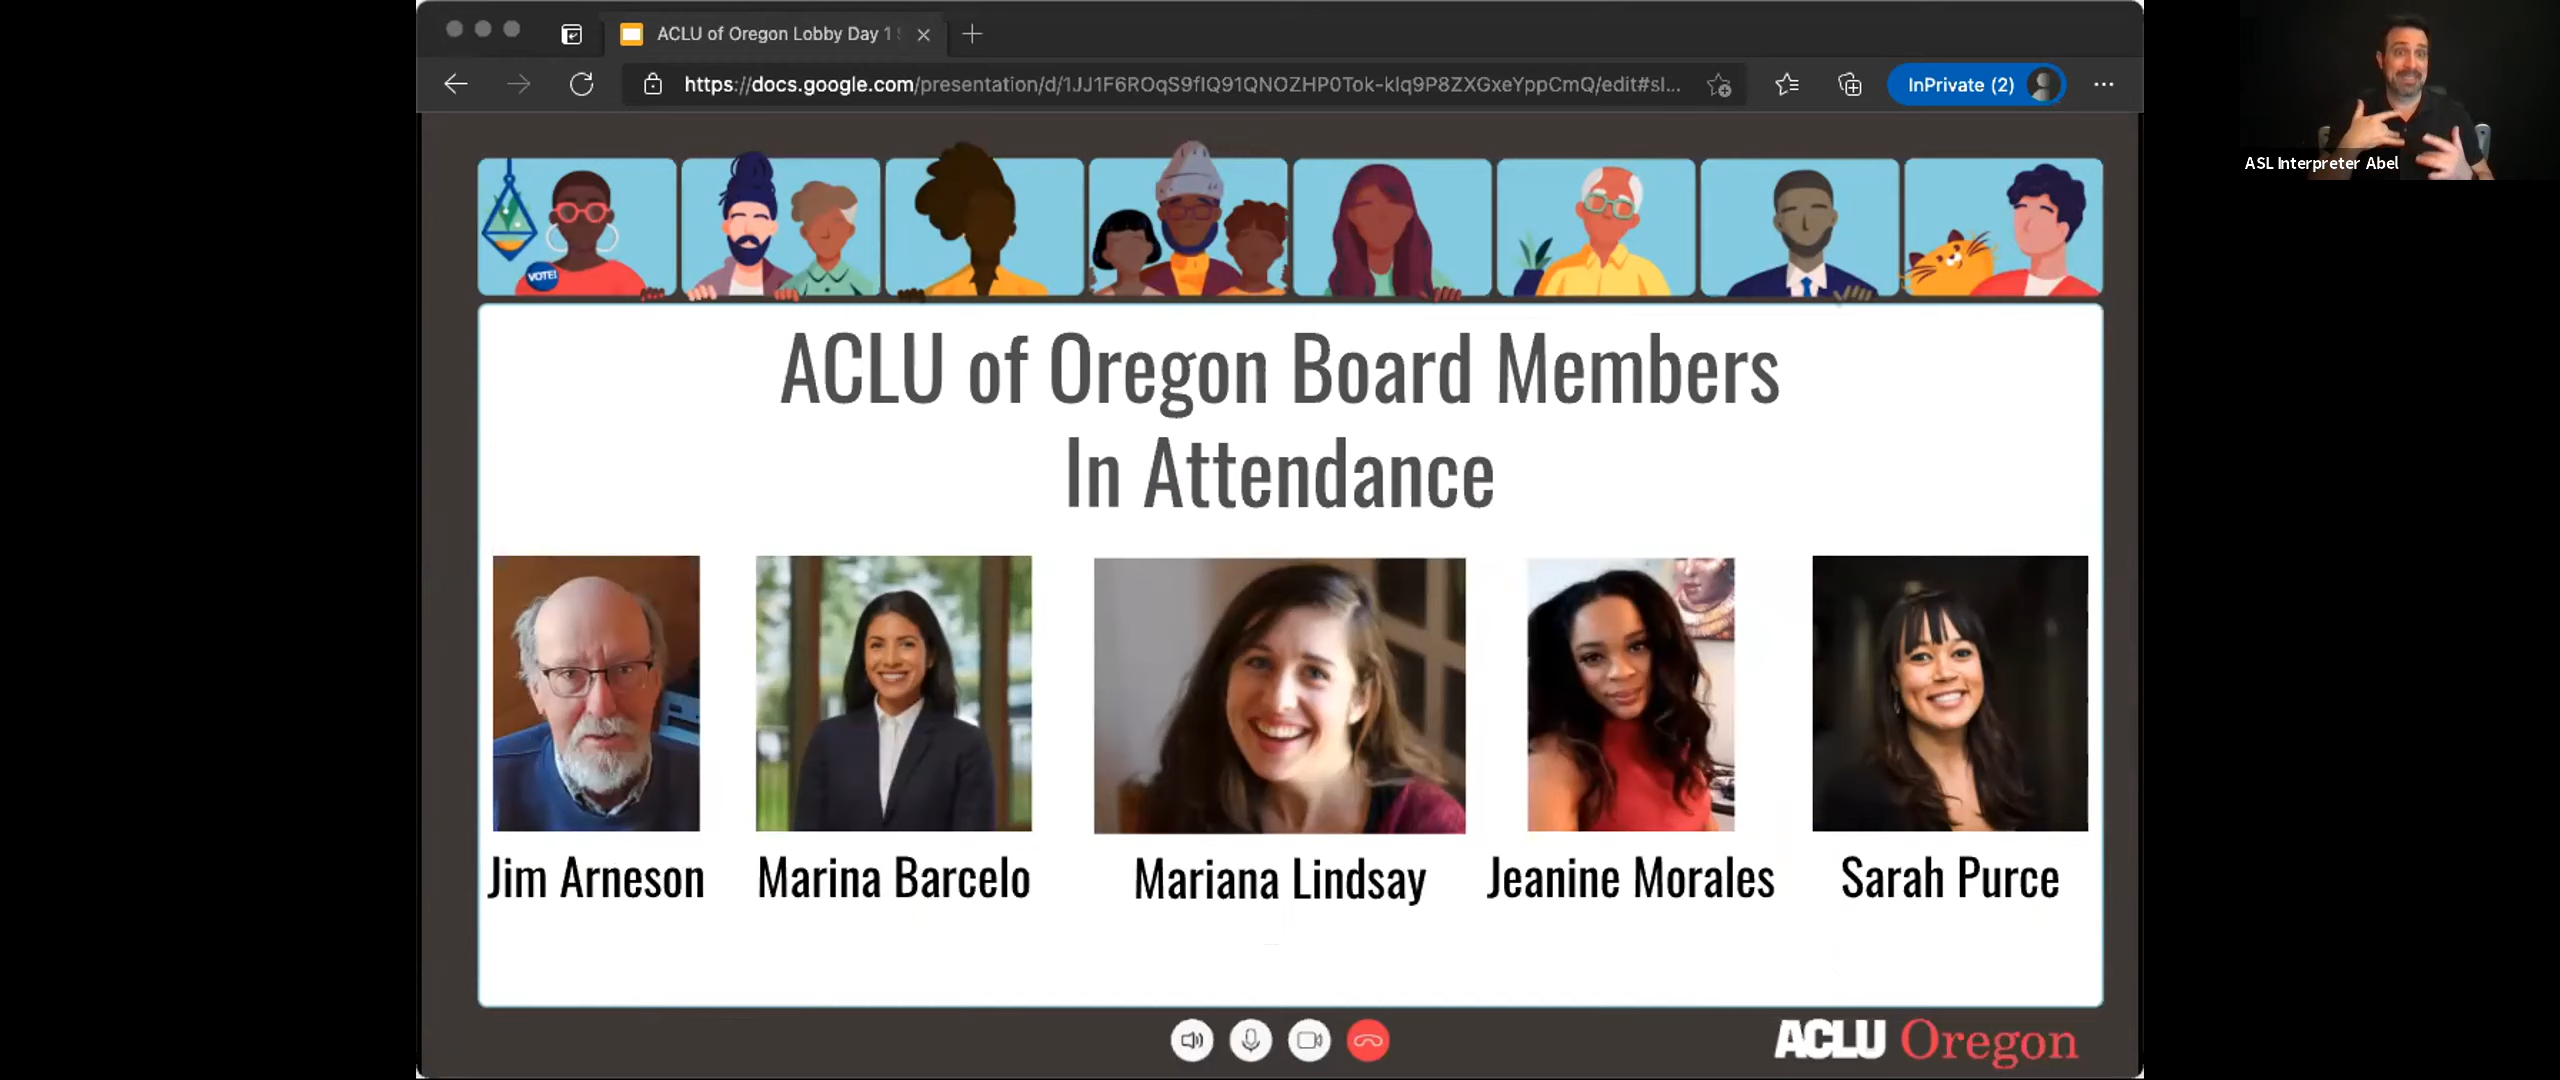 ACLU of Oregon Lobby Day 1
https://docs.google.com/presentation/d/1JJ1F6ROqS9fIQ91QNOZHP0Tok-kIq9P8ZXGxeYppCmQ/edit#sl...
InPrivate (2)
ASL Interpreter Abel
VOTE!
ACLU of Oregon Board Members
In Attendance
Jim Arneson
Marina Barcelo
Mariana Lindsay
Jeanine Morales
Sarah Purce
ACLU Oregon